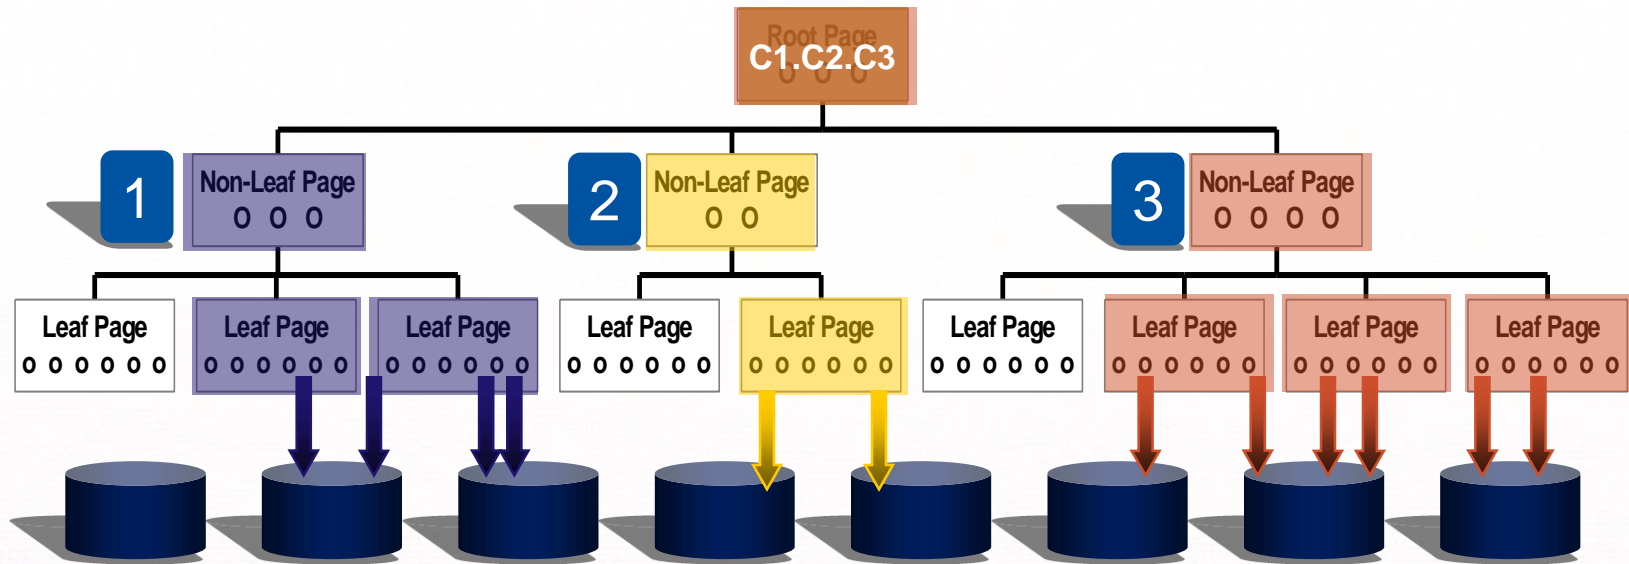 Root Page
C1.C2.C3
O O O
1
Non-Leaf Page
O O O
2
Non-Leaf Page
O O
3
Non-Leaf Page
O O O O
Leaf Page
O O O O O O
Leaf Page
O O O O O O
Leaf Page
O O O O O O
Leaf Page
O O O O O O
Leaf Page
O O O O O O
Leaf Page
O O O O O O
Leaf Page
O O O O O O
Leaf Page
O O O O O O
Leaf Page
O O O O O O